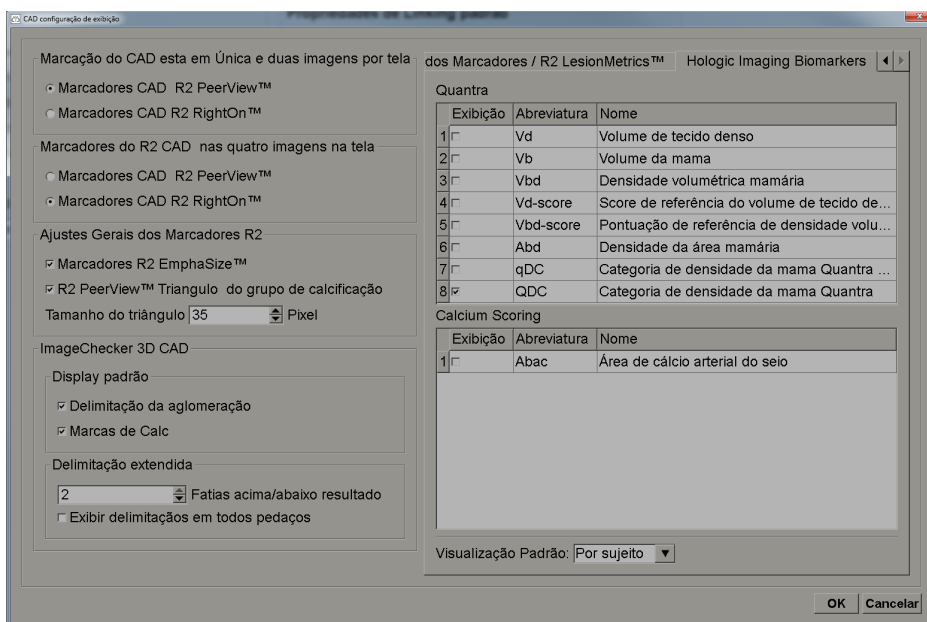 Propriedades de Linking padrão
CAD configuração de exibição
Marcação do CAD esta em Única e duas imagens por tela
Marcadores CAD R2 PeerView™
Marcadores CAD R2 RightOn™
Marcadores do R2 CAD nas quatro imagens na tela
Marcadores CAD R2 PeerView™
Marcadores CAD R2 RightOn™
Ajustes Gerais dos Marcadores R2
Marcadores R2 EmphaSize™
R2 PeerView™ Triangulo do grupo de calcificação
Tamanho do triângulo 35 Pixel
ImageChecker 3D CAD
Display padrão
Delimitação da aglomeração
Marcas de Calc
Delimitação extendida
2 Fatias acima/abaixo resultado
Exibir delimitaçãos em todos pedaços
dos Marcadores / R2 LesionMetrics™ Hologic Imaging Biomarkers
Quantra
Exibição Abreviatura Nome
1 Vd Volume de tecido denso
2 Vb Volume da mama
3 Vbd Densidade volumétrica mamária
4 Vd-score Score de referência do volume de tecido de...
5 Vbd-score Pontuação de referência de densidade volu...
6 Abd Densidade da área mamária
7 qDC Categoria de densidade da mama Quantra ...
8 QDC Categoria de densidade da mama Quantra
Calcium Scoring
Exibição Abreviatura Nome
1 Abac Área de cálcio arterial do seio
Visualização Padrão: Por sujeito
OK Cancelar